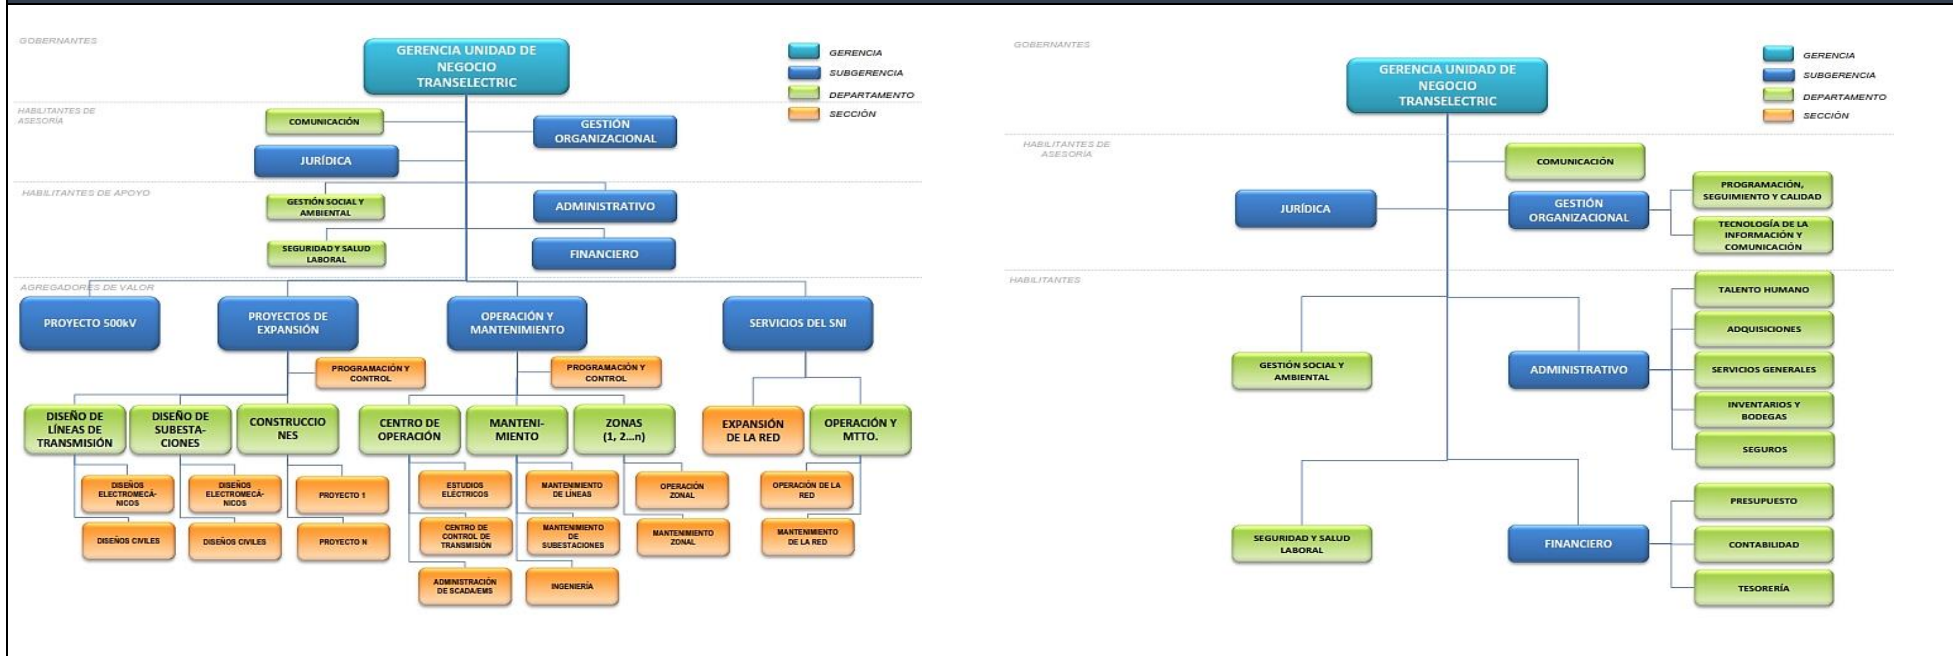 GOBERNANTES
GERENCIA UNIDAD DE
NEGOCIO
TRANSELECTRIC
GERENCIA
SUBGERENCIA
DEPARTAMENTO
SECCIÓN
HABILITANTES DE
ASESORÍA
COMUNICACIÓN
GESTIÓN
ORGANIZACIONAL
JURÍDICA
HABILITANTES DE APOYO
GESTIÓN SOCIAL Y
AMBIENTAL
ADMINISTRATIVO
SEGURIDAD Y SALUD
LABORAL
FINANCIERO
AGREGADORES DE VALOR
PROYECTO 500kV
PROYECTOS DE
EXPANSIÓN
OPERACIÓN Y
MANTENIMIENTO
SERVICIOS DEL SNI
PROGRAMACIÓN Y
CONTROL
PROGRAMACIÓN Y
CONTROL
DISEÑO DE
LÍNEAS DE
TRANSMISIÓN
DISEÑO DE
SUBESTA-
CIONES
CONSTRUCCIO
NES
CENTRO DE
OPERACIÓN
MANTENI-
MIENTO
ZONAS
(1, 2...n)
EXPANSIÓN
DE LA RED
OPERACIÓN Y
MTTO.
DISEÑOS
ELECTROMECÁ-
NICOS
DISEÑOS
ELECTROMECÁ-
NICOS
PROYECTO 1
ESTUDIOS
ELÉCTRICOS
MANTENIMIENTO
DE LÍNEAS
OPERACIÓN
ZONAL
OPERACIÓN DE LA
RED
DISEÑOS CIVILES
DISEÑOS CIVILES
PROYECTO N
CENTRO DE
CONTROL DE
TRANSMISIÓN
MANTENIMIENTO
DE
SUBESTACIONES
MANTENIMIENTO
ZONAL
MANTENIMIENTO
DE LA RED
ADMINISTRACIÓN
DE SCADA/EMS
INGENIERÍA
GOBERNANTES
GERENCIA UNIDAD DE
NEGOCIO
TRANSELECTRIC
GERENCIA
SUBGERENCIA
DEPARTAMENTO
SECCIÓN
HABILITANTES DE
ASESORÍA
COMUNICACIÓN
JURÍDICA
GESTIÓN
ORGANIZACIONAL
PROGRAMACIÓN,
SEGUIMIENTO Y CALIDAD
TECNOLOGÍA DE LA
INFORMACIÓN Y
COMUNICACIÓN
HABILITANTES
GESTIÓN SOCIAL Y
AMBIENTAL
ADMINISTRATIVO
TALENTO HUMANO
ADQUISICIONES
SERVICIOS GENERALES
INVENTARIOS Y
BODEGAS
SEGUROS
SEGURIDAD Y SALUD
LABORAL
FINANCIERO
PRESUPUESTO
CONTABILIDAD
TESORERÍA